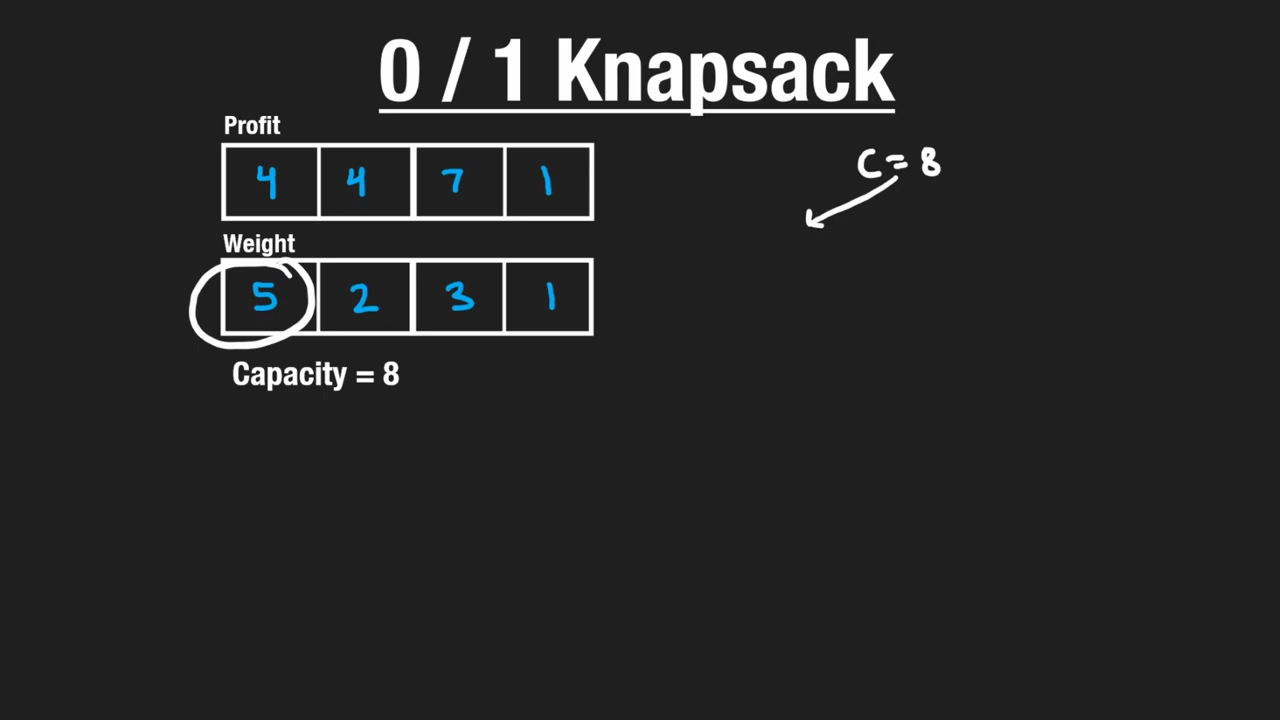 0 / 1 Knapsack
Profit
4 4 7 1
C = 8
Weight
5 2 3 1
Capacity = 8